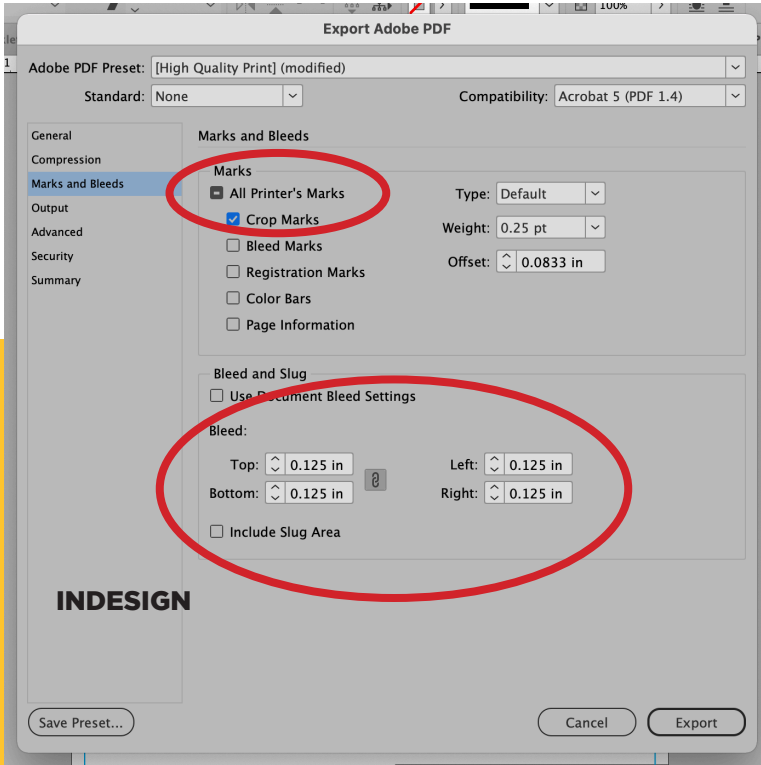 100%
Export Adobe PDF
Adobe PDF Preset: [High Quality Print] (modified)
Standard: None Compatibility: Acrobat 5 (PDF 1.4)
General
Compression
Marks and Bleeds
Output
Advanced
Security
Summary
Marks and Bleeds
Marks
All Printer's Marks
Crop Marks
Bleed Marks
Registration Marks
Color Bars
Page Information
Type: Default
Weight: 0.25 pt
Offset: 0.0833 in
Bleed and Slug
Use Document Bleed Settings
Bleed:
Top: 0.125 in Left: 0.125 in
Bottom: 0.125 in Right: 0.125 in
Include Slug Area
INDESIGN
Save Preset... Cancel Export